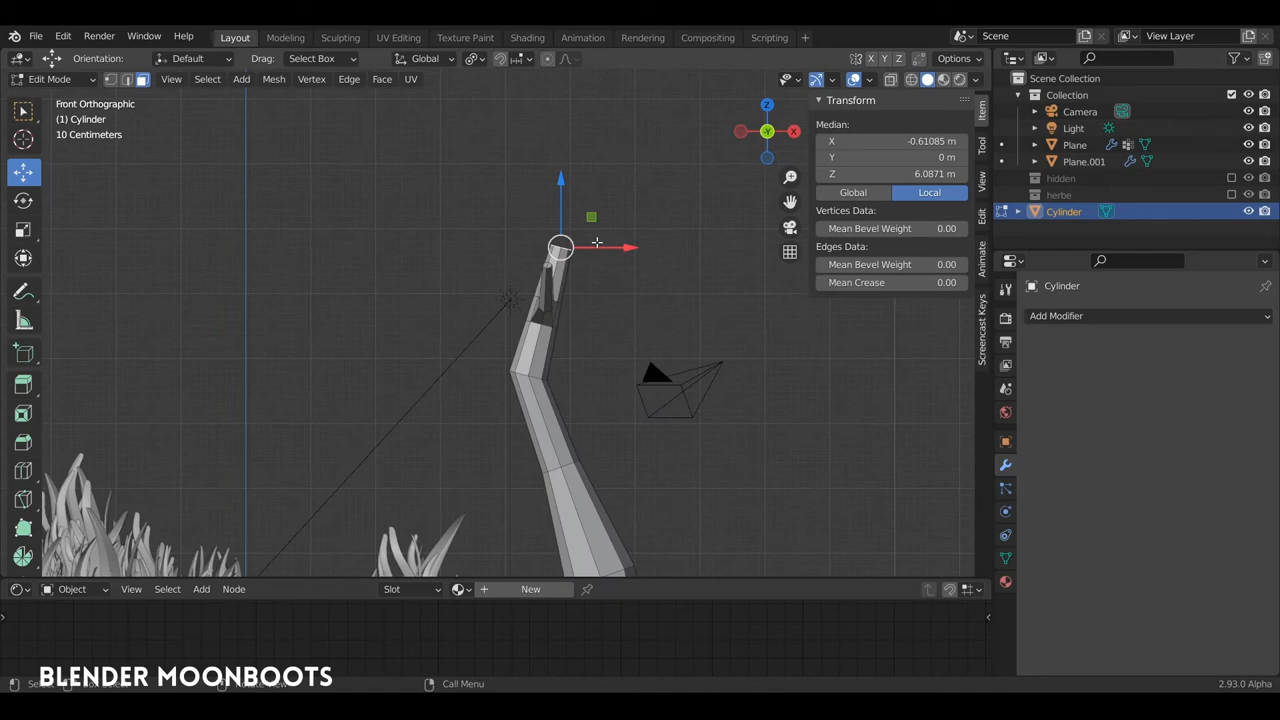 File Edit Render Window Help Layout Modeling Sculpting UV Editing Texture Paint Shading Animation Rendering Compositing Scripting + Scene View Layer
Orientation: Default Drag: Select Box Global X Y Z Options
Edit Mode View Select Add Mesh Vertex Edge Face UV
Front Orthographic
(1) Cylinder
10 Centimeters
Z
X
-Y
Transform
Median:
X -0.61085 m
Y 0 m
Z 6.0871 m
Global Local
Vertices Data:
Mean Bevel Weight 0.00
Edges Data:
Mean Bevel Weight 0.00
Mean Crease 0.00
Item
Tool
View
Edit
Animate
Screencast Keys
Scene Collection
Collection
Camera
Light
Plane
Plane.001
hidden
herbe
Cylinder
Cylinder
Add Modifier
Object View Select Add Node Slot New
BLENDER MOONBOOTS
Call Menu
2.93.0 Alpha